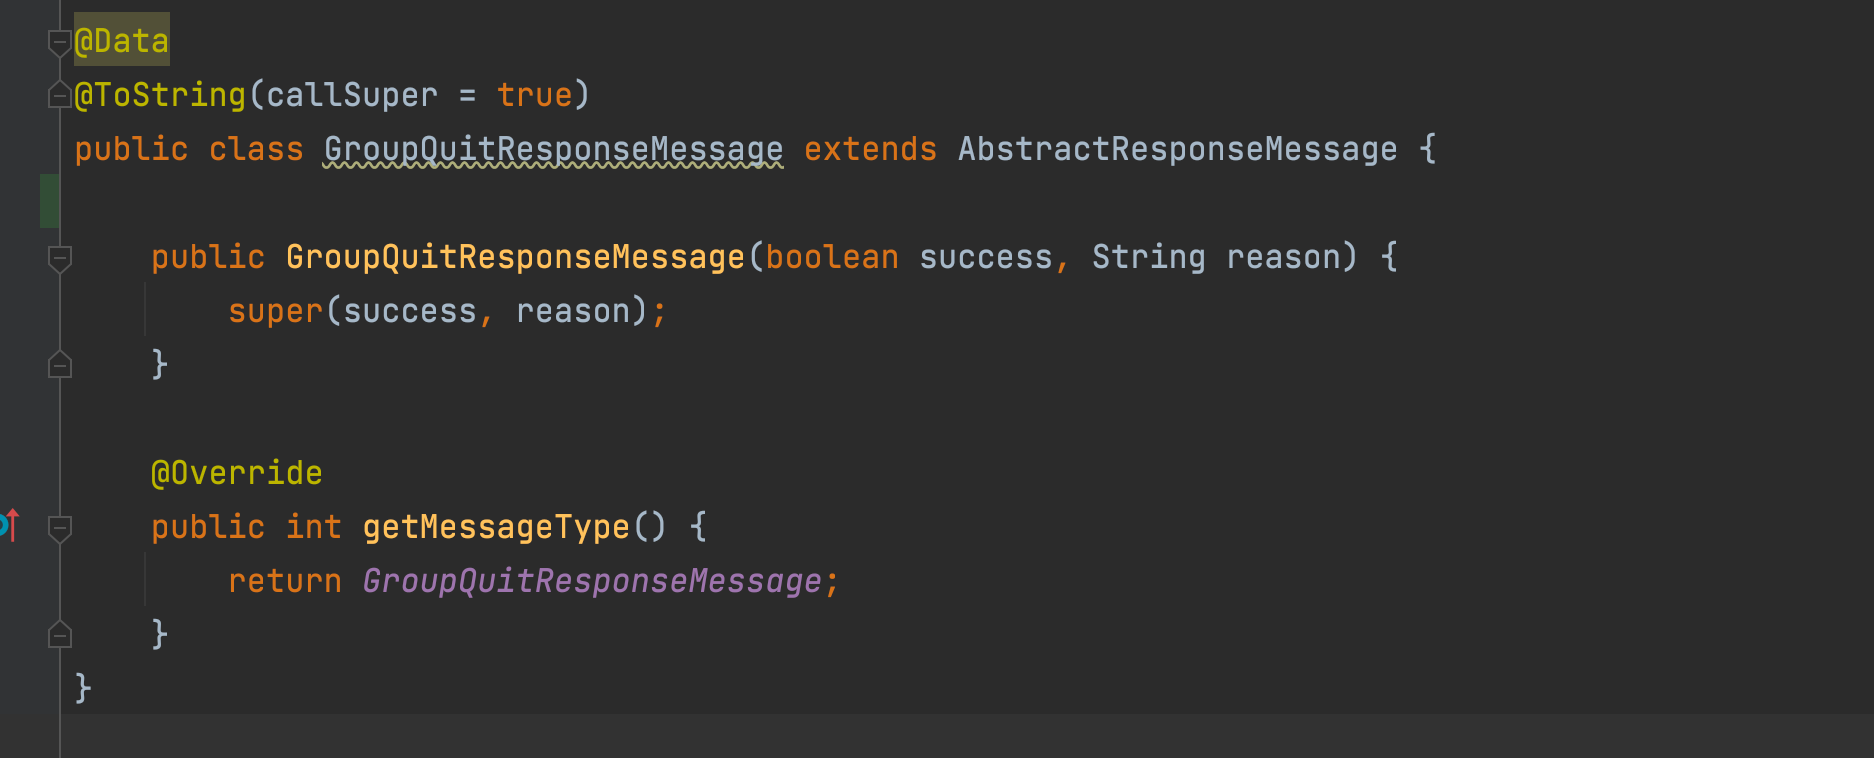 @Data
@ToString(callSuper = true)
public class GroupQuitResponseMessage extends AbstractResponseMessage {
public GroupQuitResponseMessage(boolean success, String reason) {
super(success, reason);
}
@Override
public int getMessageType() {
return GroupQuitResponseMessage;
}
}